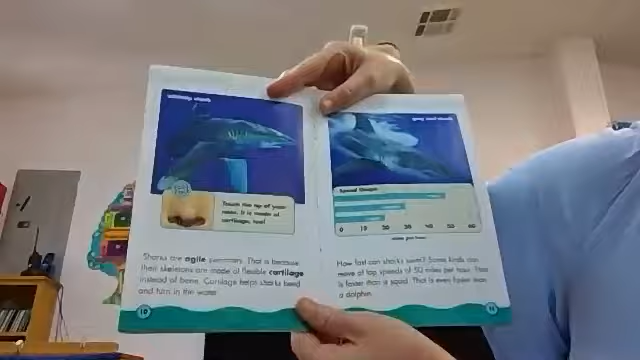 Touch the tip of your
nose. It is made of
cartilage, too!
Sharks are agile swimmers. That is because
their skeletons are made of flexible cartilage
instead of bone. Cartilage helps sharks bend
and turn in the water.
10
Speed
0 10 20 30 40 50 60
How fast can sharks swim? Some kinds can
move at top speeds of 50 miles per hour. That
is faster than a squid. That is even faster than
a dolphin.